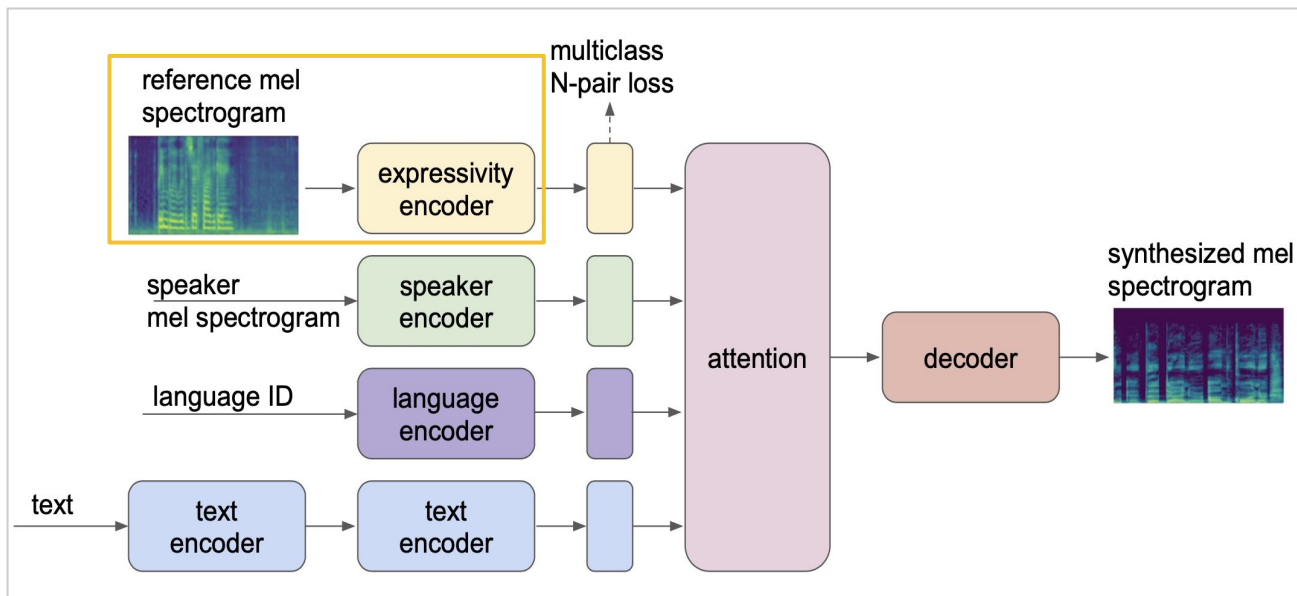 reference mel
spectrogram
expressivity
encoder
multiclass
N-pair loss
speaker
mel spectrogram
speaker
encoder
language ID
language
encoder
text
text
encoder
text
encoder
attention
decoder
synthesized mel
spectrogram